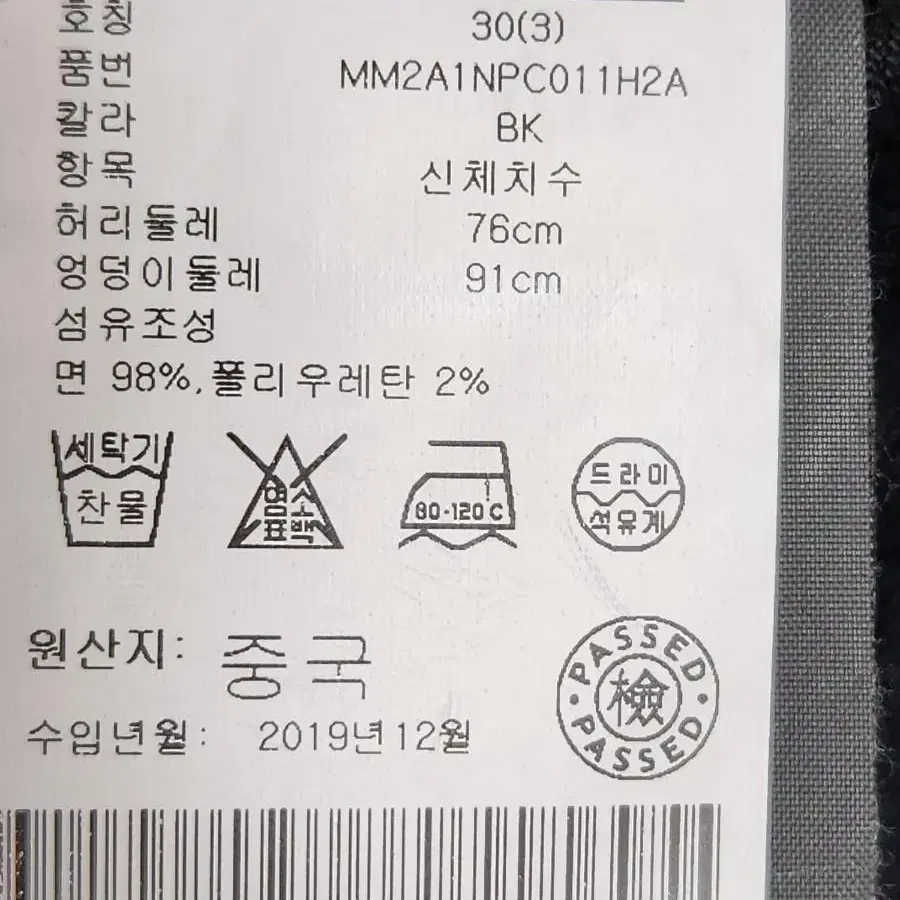 호칭 30(3)
품번 MM2A1NPC011H2A
칼라 BK
항목 신체치수
허리둘레 76cm
엉덩이둘레 91cm
섬유조성
면 98%, 폴리우레탄 2%
세탁기
찬물
염소
표백
80-120℃
드라이
석유계
원산지: 중국
수입년월: 2019년12월
PASSED
檢
PASSED